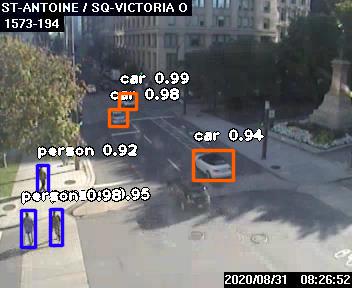 ST-ANTOINE / SQ-VICTORIA O
1573-194
car 0.99
car 0.98
car 0.94
person 0.92
person 0.98
0.95
2020/08/31 08:26:52